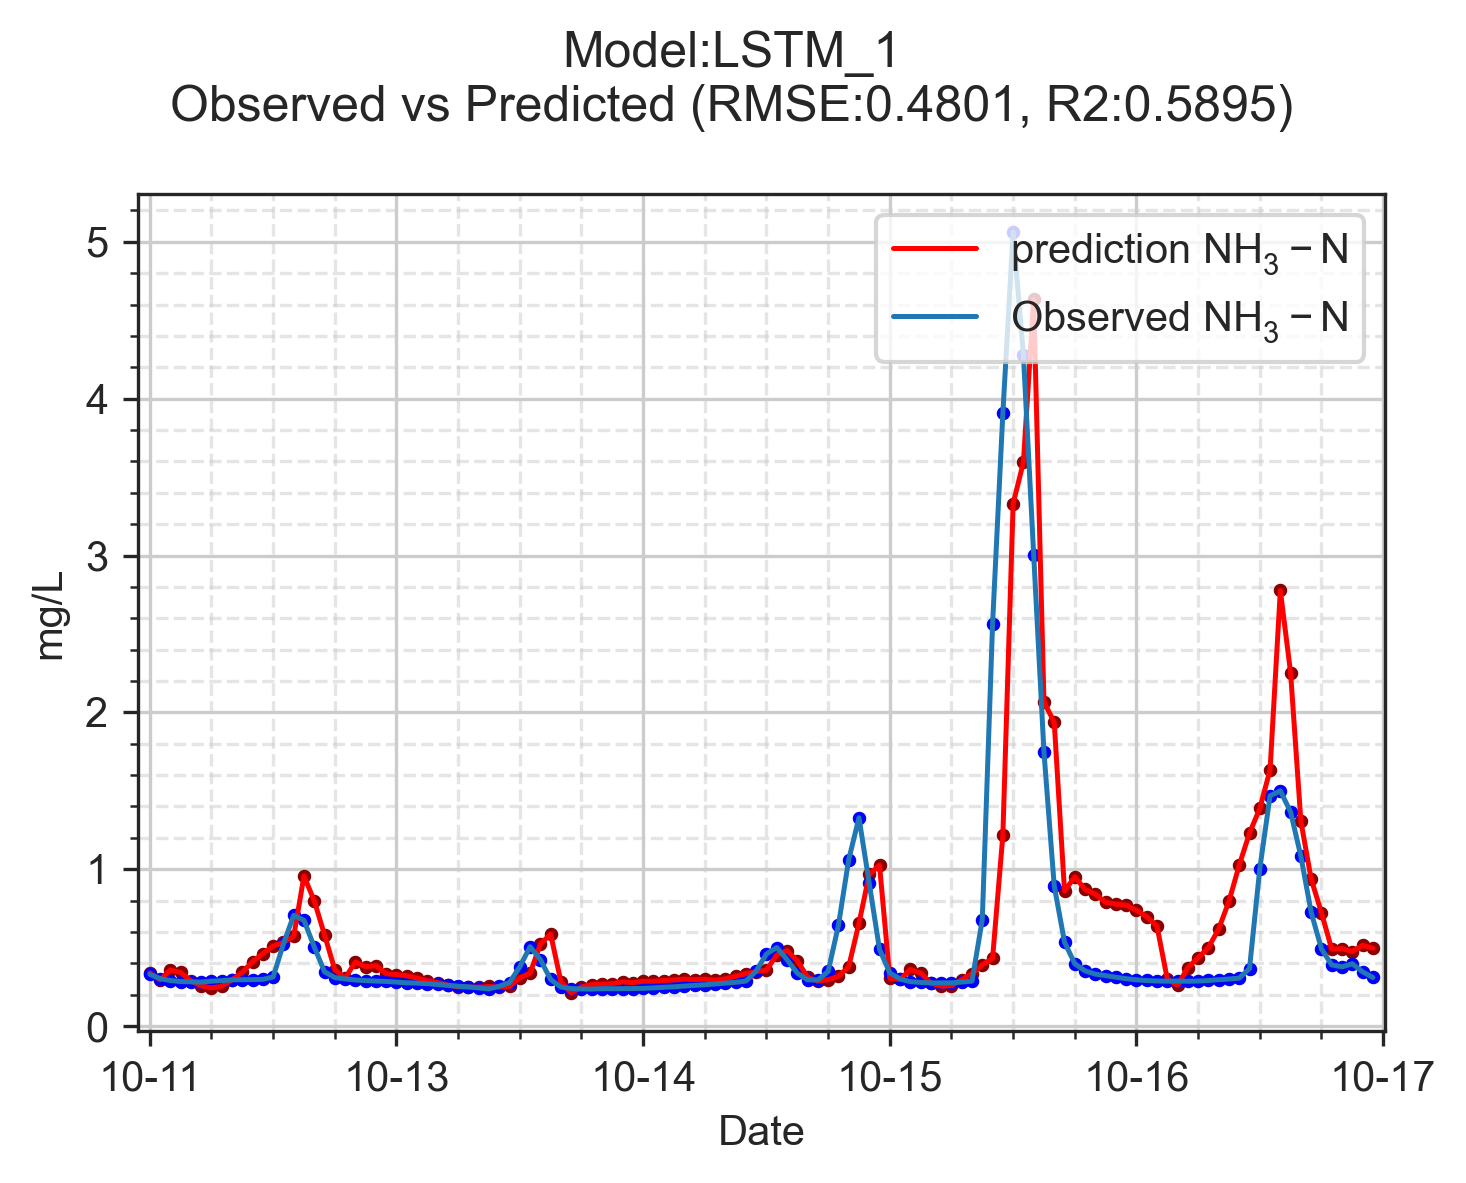 Model:LSTM_1
Observed vs Predicted (RMSE:0.4801, R2:0.5895)
prediction NH₃ − N
Observed NH₃ − N
5
4
3
2
1
0
mg/L
10-11 10-13 10-14 10-15 10-16 10-17
Date